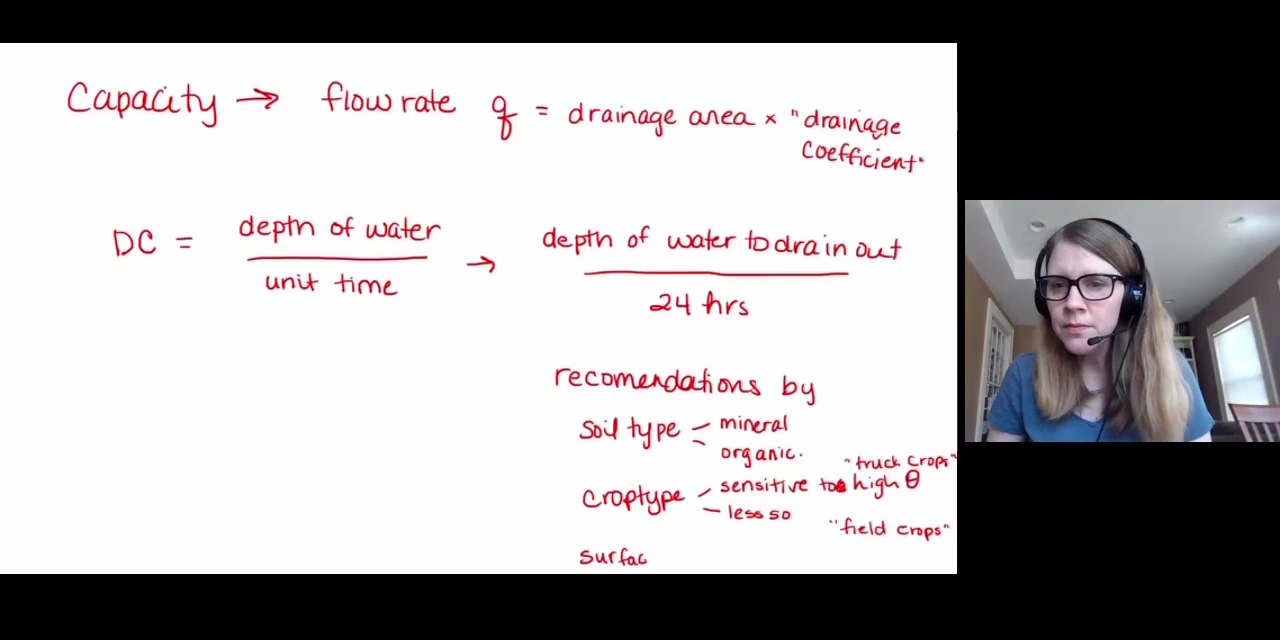 Capacity → flow rate q = drainage area × "drainage
coefficient"
DC = depth of water → depth of water to drain out
unit time
24 hrs
recomendations by
soil type - mineral
organic.
"truck crops"
croptype - sensitive to high θ
- less so
"field crops"
surfac